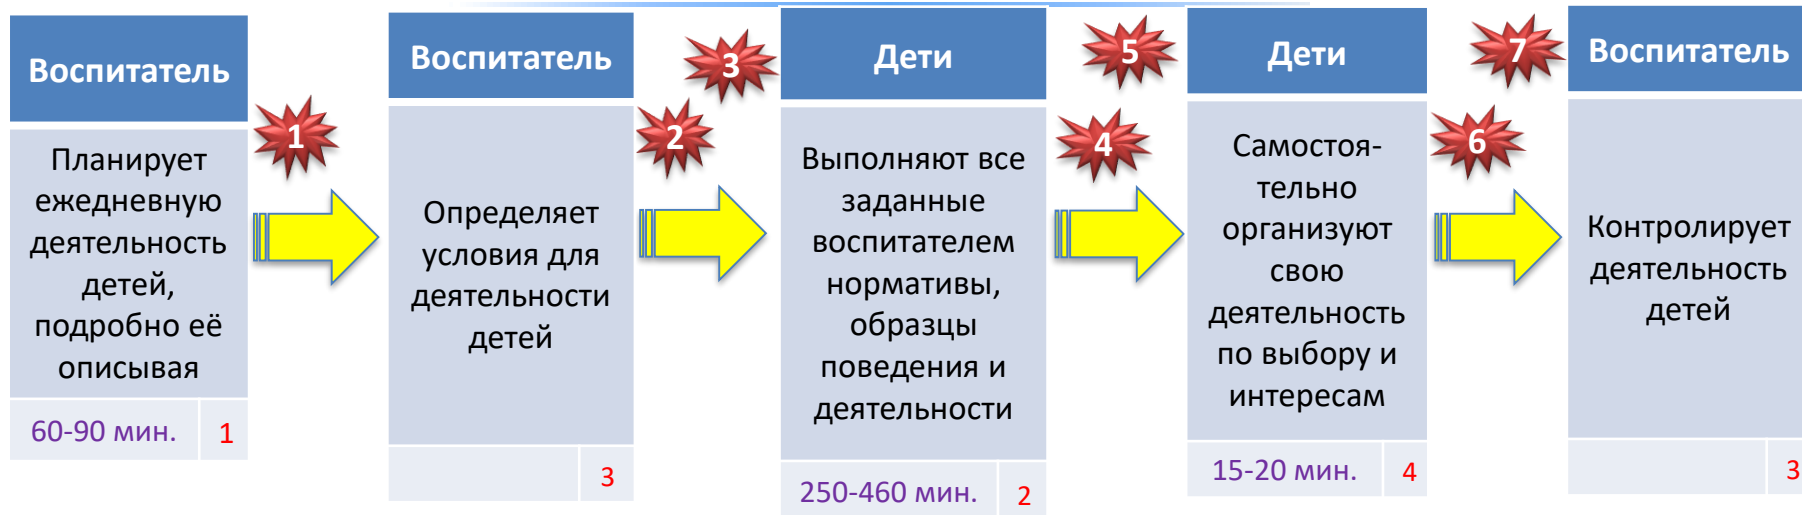 Воспитатель
Планирует
ежедневную
деятельность
детей,
подробно её
описывая
60-90 мин.
1
1
Воспитатель
Определяет
условия для
деятельности
детей
3
2
3
Дети
Выполняют все
заданные
воспитателем
нормативы,
образцы
поведения и
деятельности
250-460 мин.
2
4
5
Дети
Самостоя-
тельно
организуют
свою
деятельность
по выбору и
интересам
15-20 мин.
4
6
7
Воспитатель
Контролирует
деятельность
детей
3